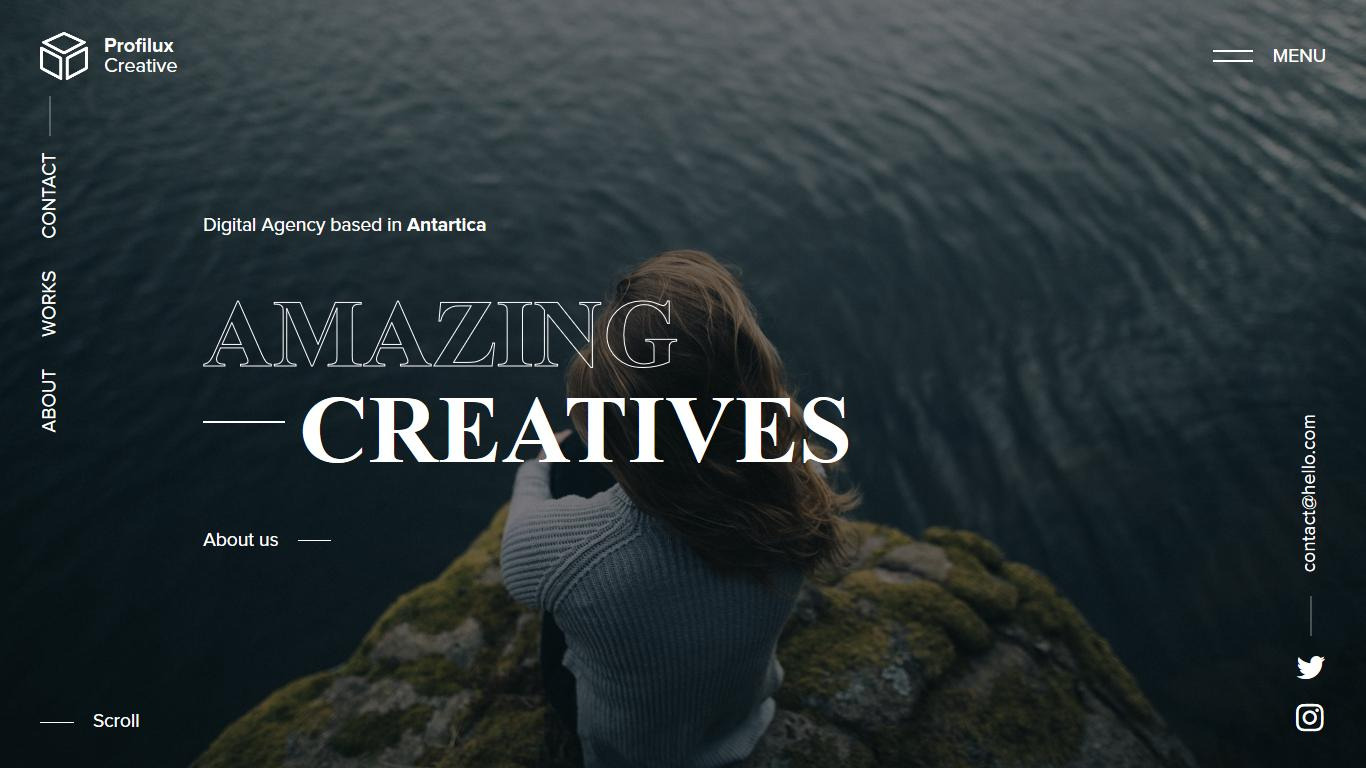 Profilux
Creative
MENU
CONTACT
WORKS
ABOUT
Digital Agency based in Antartica
AMAZING
CREATIVES
About us
contact@hello.com
Scroll